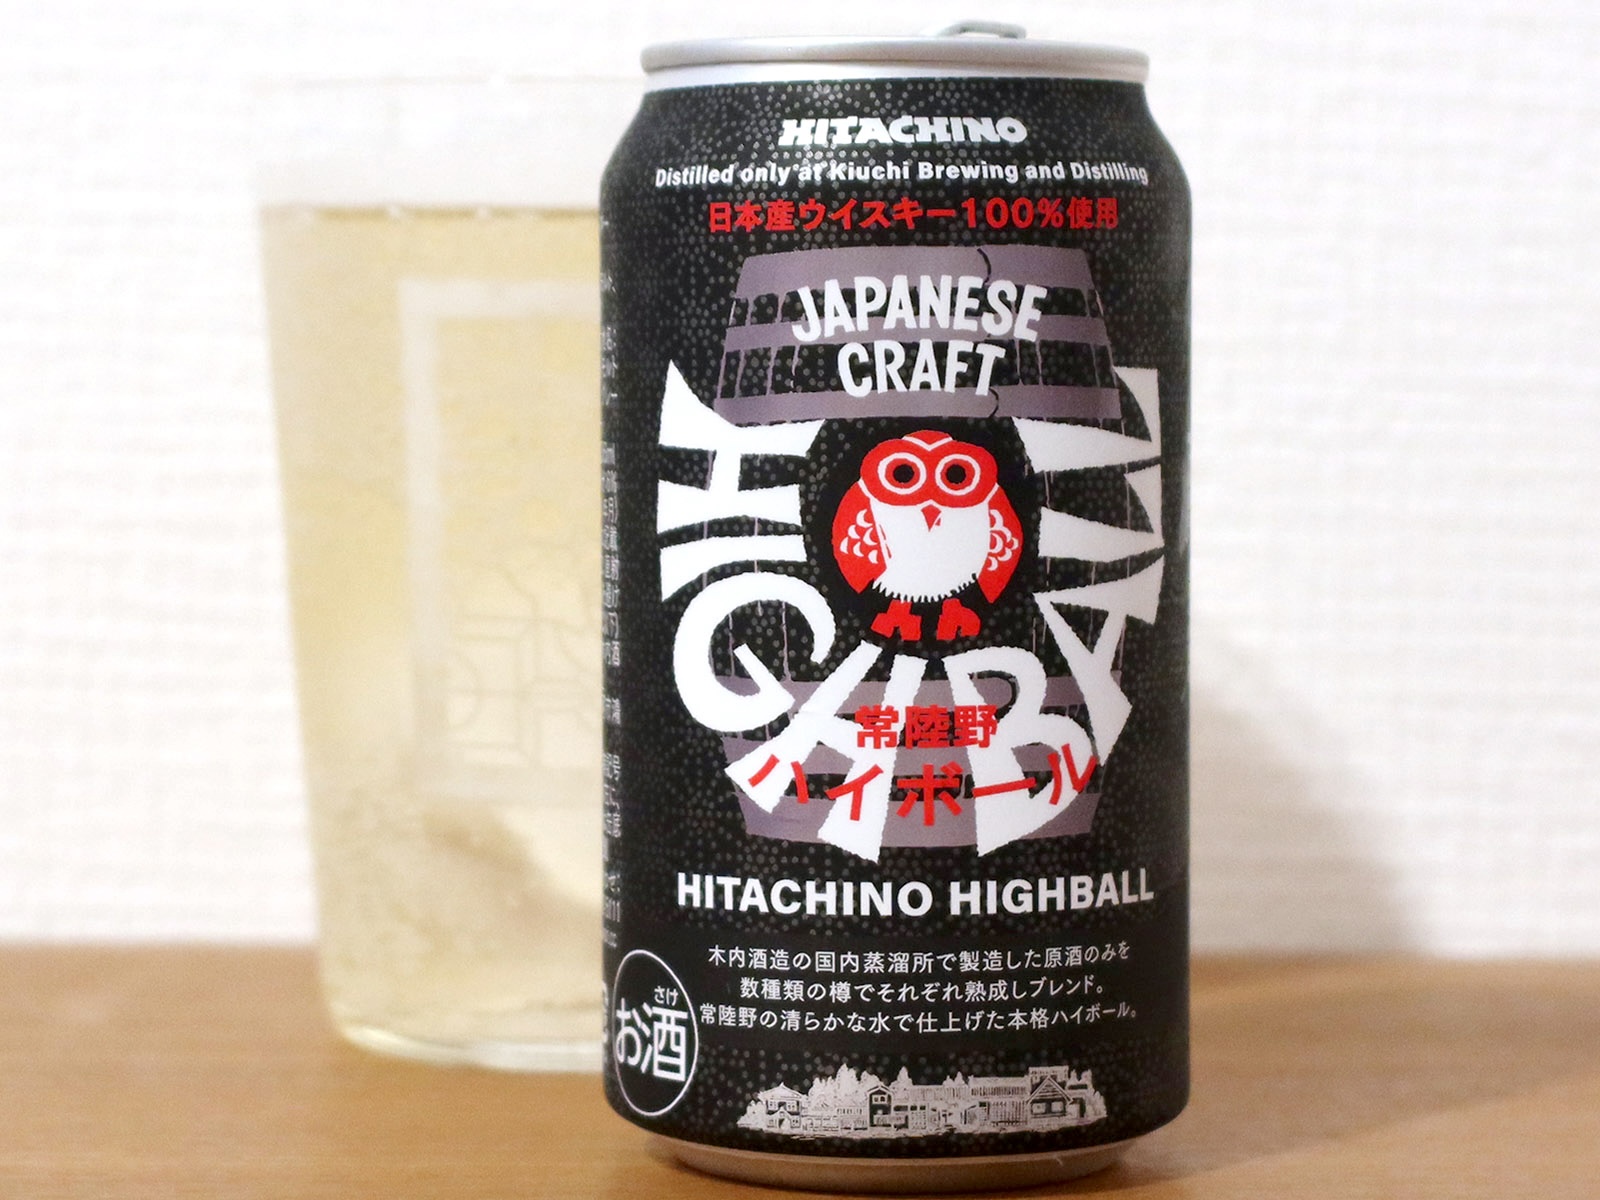 HITACHINO
Distilled only at Kiuchi Brewing and Distilling
日本産ウイスキー100%使用
JAPANESE
CRAFT
HIGHBALL
常陸野
ハイボール
HITACHINO HIGHBALL
木内酒造の国内蒸溜所で製造した原酒のみを
数種類の樽でそれぞれ熟成しブレンド。
常陸野の清らかな水で仕上げた本格ハイボール。
さけ
お酒